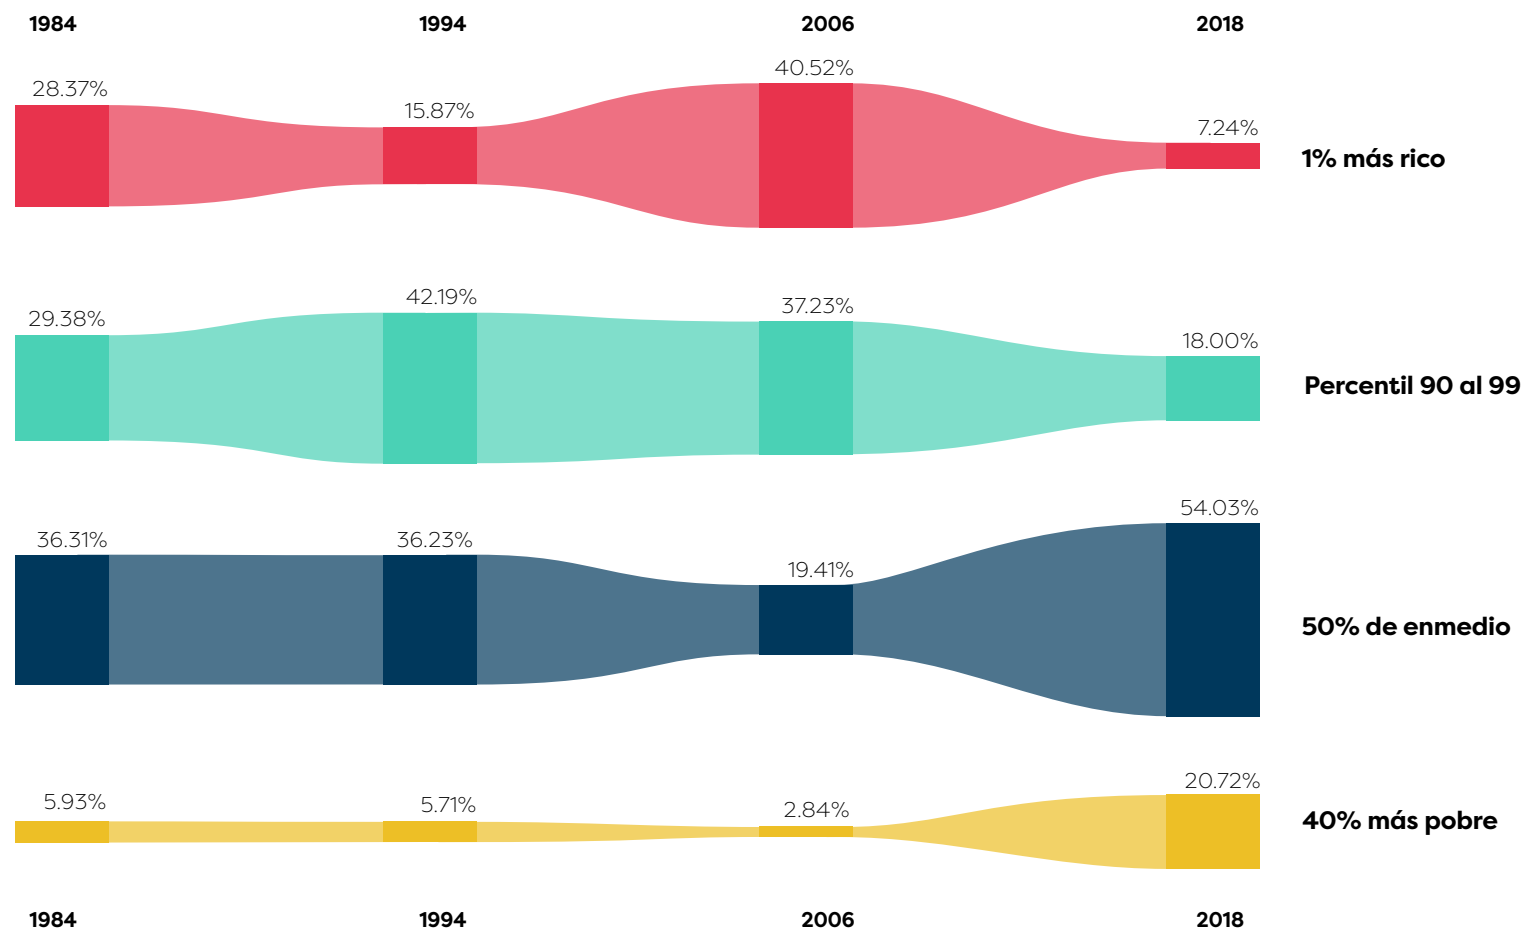 1984 1994 2006 2018
28.37% 15.87% 40.52% 7.24%
1% más rico
29.38% 42.19% 37.23% 18.00%
Percentil 90 al 99
36.31% 36.23% 19.41% 54.03%
50% de enmedio
5.93% 5.71% 2.84% 20.72%
40% más pobre
1984 1994 2006 2018